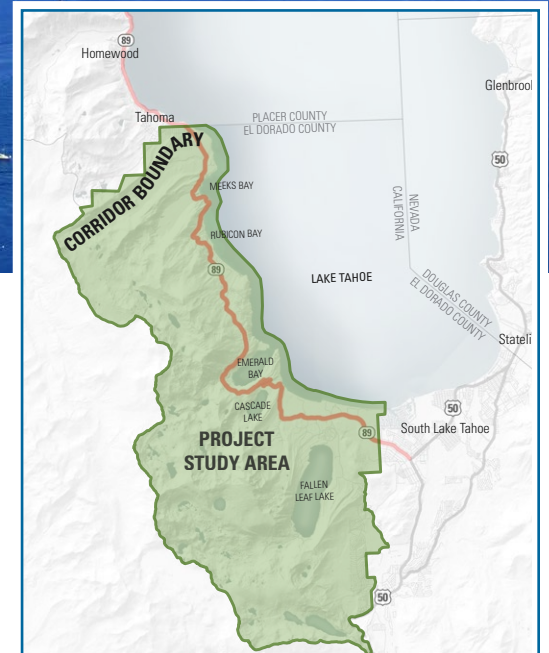 89
Homewood
Glenbrool
Tahoma
PLACER COUNTY
EL DORADO COUNTY
50
CORRIDOR BOUNDARY
MEEKS BAY
NEVADA
CALIFORNIA
RUBICON BAY
89
LAKE TAHOE
DOUGLAS COUNTY
EL DORADO COUNTY
Stateli
EMERALD
BAY
CASCADE
LAKE
50
89
South Lake Tahoe
PROJECT
STUDY AREA
FALLEN
LEAF LAKE
50